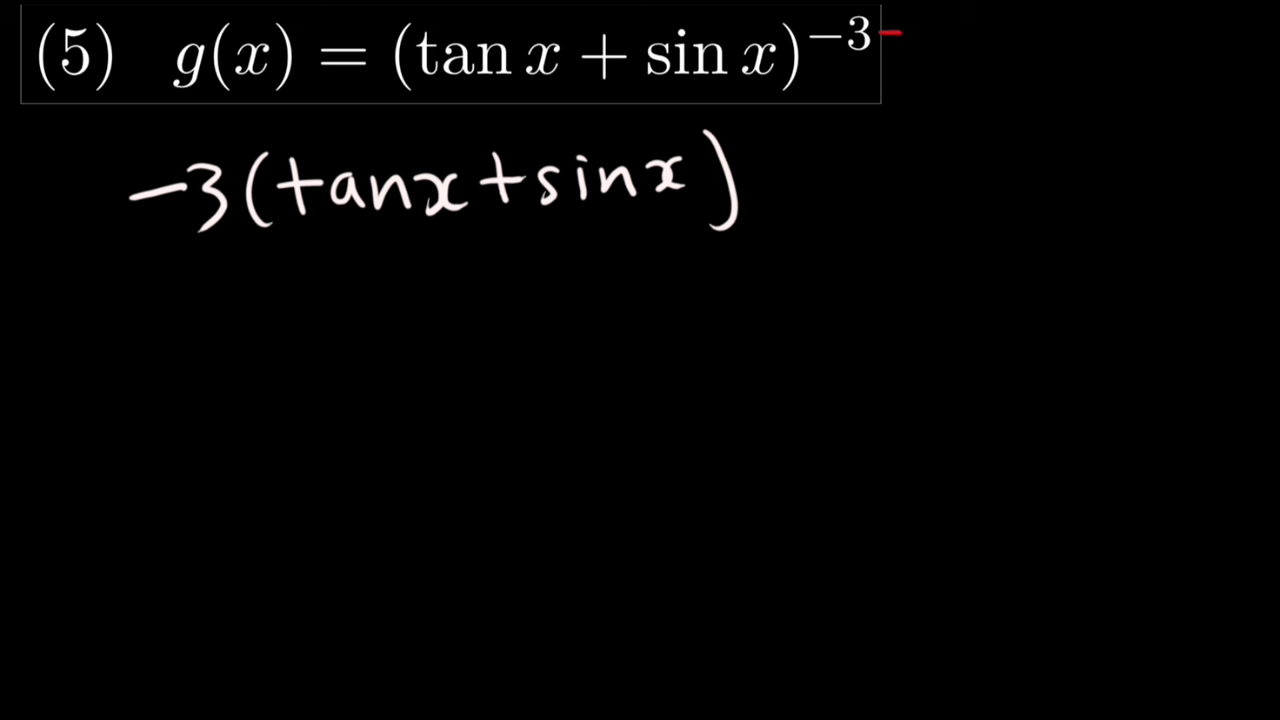 (5) g(x) = (tan x + sin x)⁻³ -
-3(tanx+sinx)